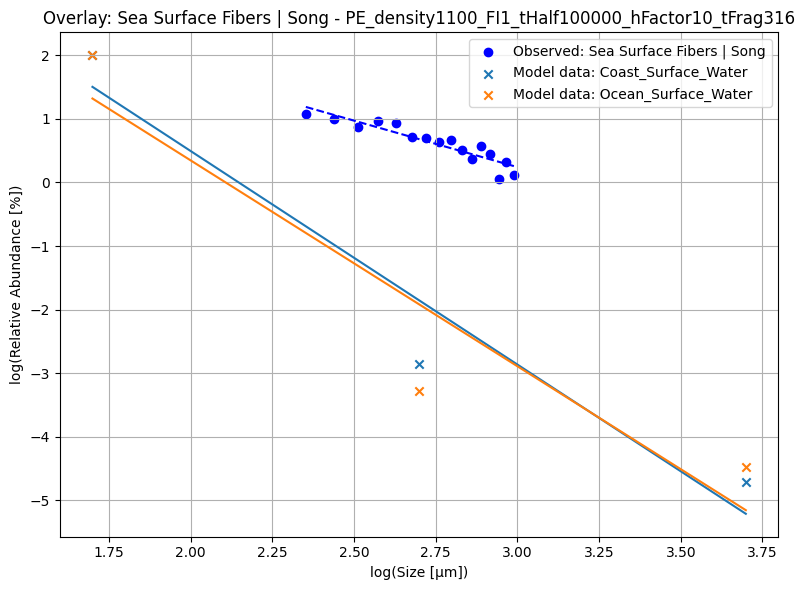 Overlay: Sea Surface Fibers | Song - PE_density1100_FI1_tHalf100000_hFactor10_tFrag316
Observed: Sea Surface Fibers | Song
Model data: Coast_Surface_Water
Model data: Ocean_Surface_Water
log(Relative Abundance [%])
2
1
0
−1
−2
−3
−4
−5
1.75 2.00 2.25 2.50 2.75 3.00 3.25 3.50 3.75
log(Size [μm])